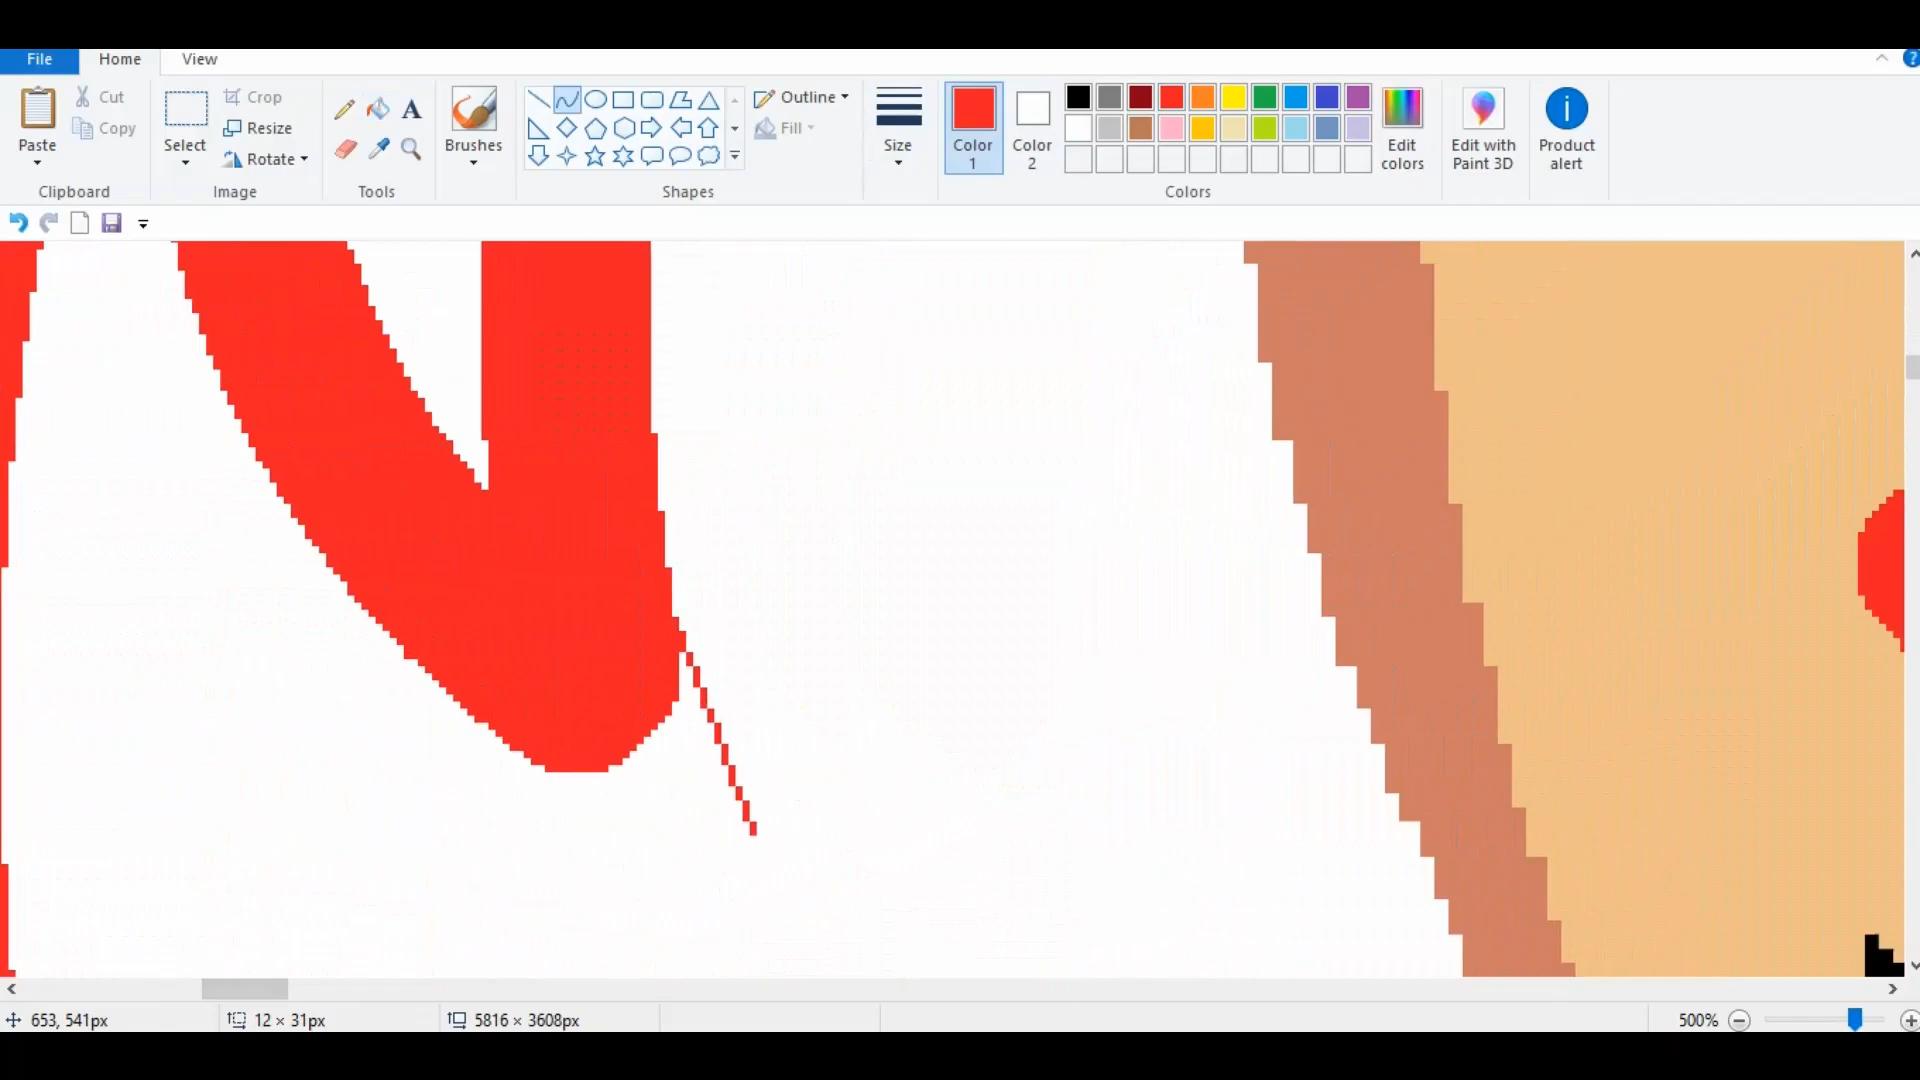 File Home View
Paste Cut Copy Clipboard
Select Crop Resize Rotate Image
A Tools
Brushes
Shapes
Outline Fill
Size
Color 1 Color 2
Edit colors Colors
Edit with Paint 3D
Product alert
653, 541px 12 × 31px 5816 × 3608px 500%